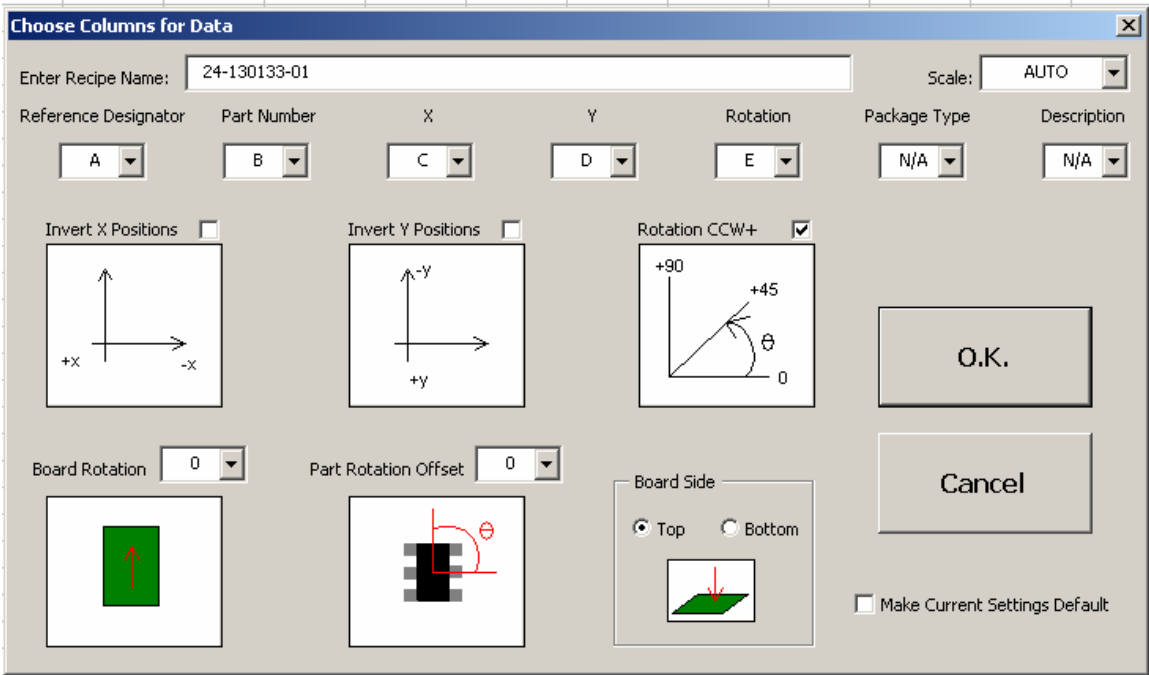 Choose Columns for Data
Enter Recipe Name: 24-130133-01 Scale: AUTO
Reference Designator Part Number X Y Rotation Package Type Description
A B C D E N/A N/A
Invert X Positions Invert Y Positions Rotation CCW+
+x -x
-y
+y
+90
+45
θ
0
O.K.
Board Rotation 0 Part Rotation Offset 0
θ
Board Side
Top Bottom
Cancel
Make Current Settings Default